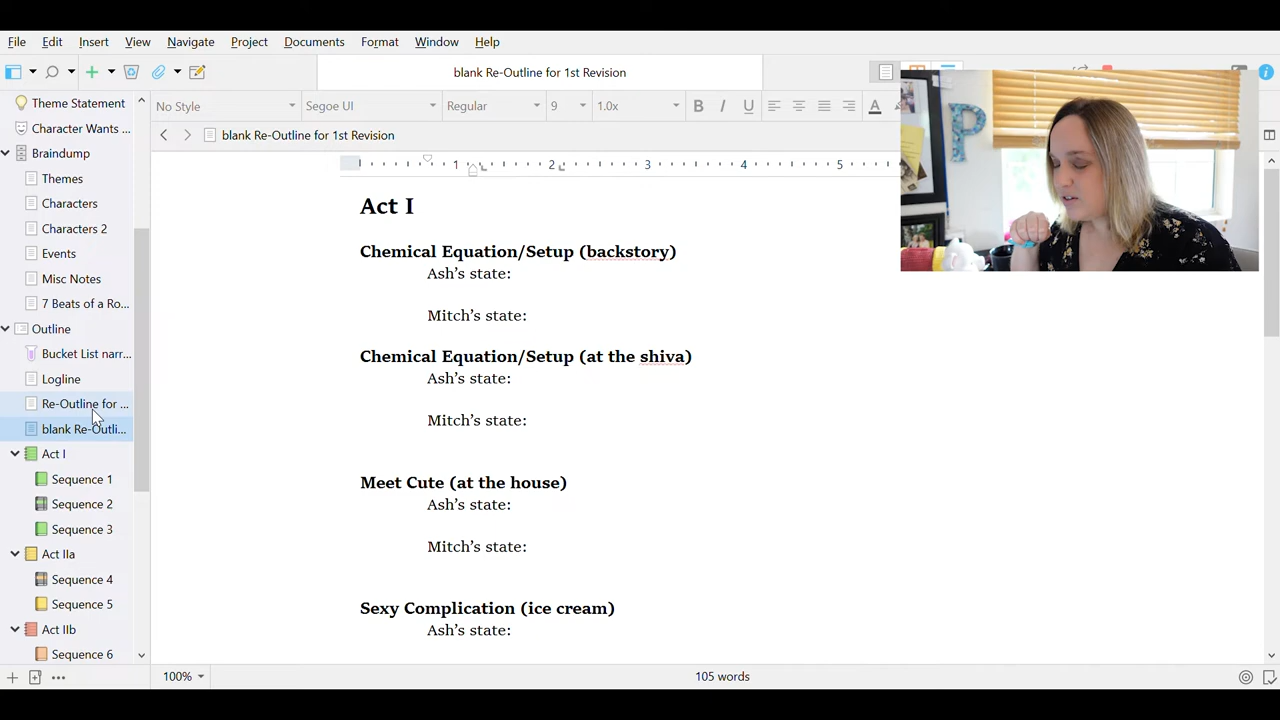 File Edit Insert View Navigate Project Documents Format Window Help
blank Re-Outline for 1st Revision
No Style Segoe UI Regular 9 1.0x B I U A
blank Re-Outline for 1st Revision
Theme Statement
Character Wants ...
Braindump
Themes
Characters
Characters 2
Events
Misc Notes
7 Beats of a Ro...
Outline
Bucket List narr...
Logline
Re-Outline for ...
blank Re-Outli...
Act I
Sequence 1
Sequence 2
Sequence 3
Act IIa
Sequence 4
Sequence 5
Act IIb
Sequence 6
1 2 3 4 5
Act I
Chemical Equation/Setup (backstory)
Ash's state:
Mitch's state:
Chemical Equation/Setup (at the shiva)
Ash's state:
Mitch's state:
Meet Cute (at the house)
Ash's state:
Mitch's state:
Sexy Complication (ice cream)
Ash's state:
100% 105 words
P